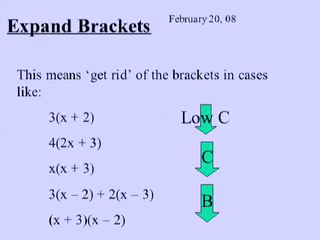 Expand Brackets
February 20, 08
This means ‘get rid’ of the brackets in cases
like:
3(x + 2)
4(2x + 3)
x(x + 3)
3(x – 2) + 2(x – 3)
(x + 3)(x – 2)
Low C
C
B